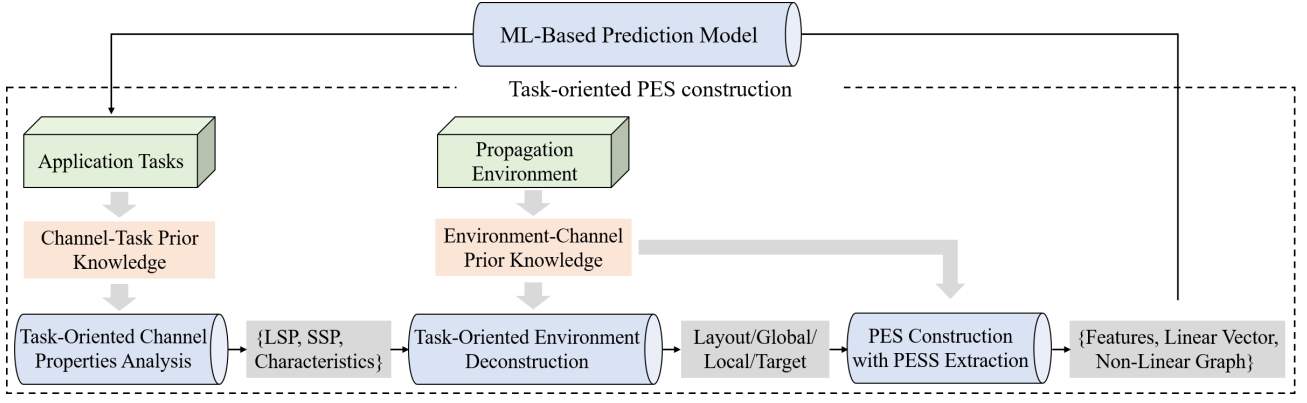 ML-Based Prediction Model
Task-oriented PES construction
Application Tasks
Propagation
Environment
Channel-Task Prior
Knowledge
Environment-Channel
Prior Knowledge
Task-Oriented Channel
Properties Analysis
{LSP, SSP,
Characteristics}
Task-Oriented Environment
Deconstruction
Layout/Global/
Local/Target
PES Construction
with PESS Extraction
{Features, Linear Vector,
Non-Linear Graph}